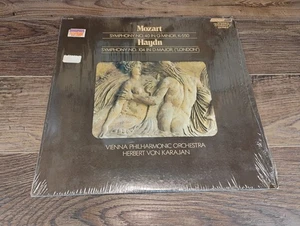 Mozart
SYMPHONY NO. 40 IN G MINOR, K.550
Haydn
SYMPHONY NO. 104 IN D MAJOR ("LONDON")
VIENNA PHILHARMONIC ORCHESTRA
HERBERT VON KARAJAN